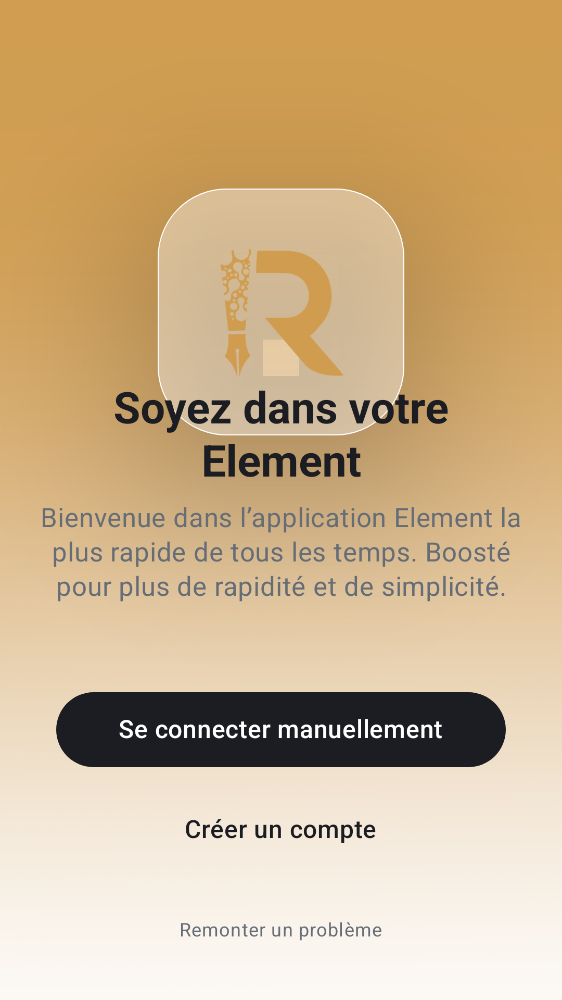 R
Soyez dans votre
Element
Bienvenue dans l’application Element la
plus rapide de tous les temps. Boosté
pour plus de rapidité et de simplicité.
Se connecter manuellement
Créer un compte
Remonter un problème